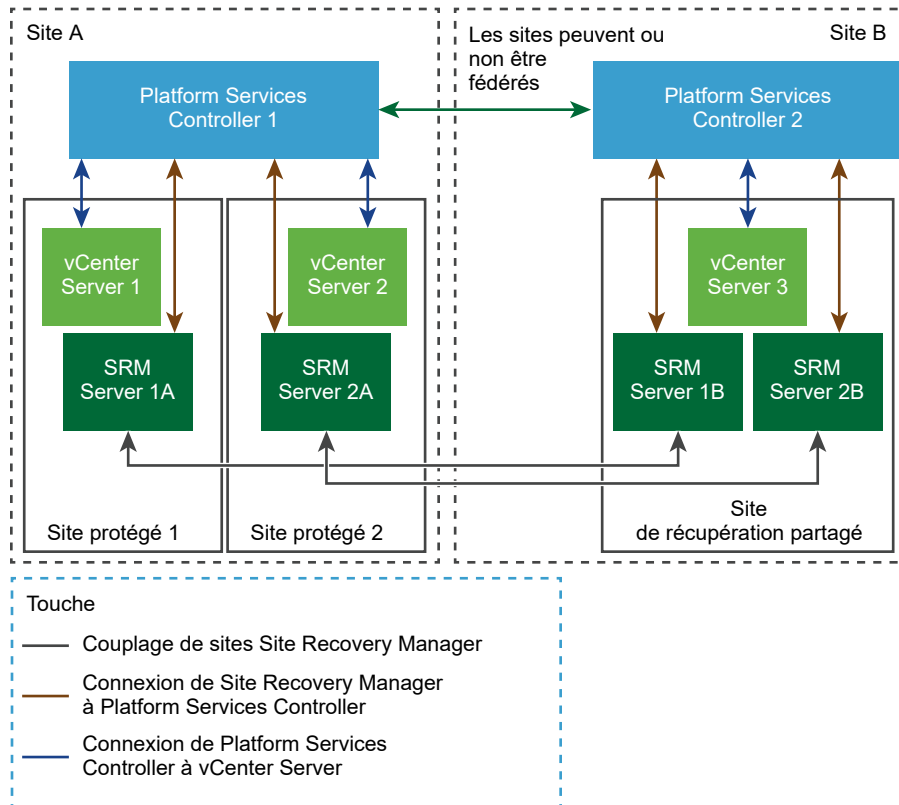 Site A
Les sites peuvent ou
non être
fédérés
Site B
Platform Services
Controller 1
Platform Services
Controller 2
vCenter
Server 1
vCenter
Server 2
vCenter
Server 3
SRM
Server 1A
SRM
Server 2A
SRM
Server 1B
SRM
Server 2B
Site protégé 1
Site protégé 2
Site
de récupération partagé
Touche
Couplage de sites Site Recovery Manager
Connexion de Site Recovery Manager
à Platform Services Controller
Connexion de Platform Services
Controller à vCenter Server